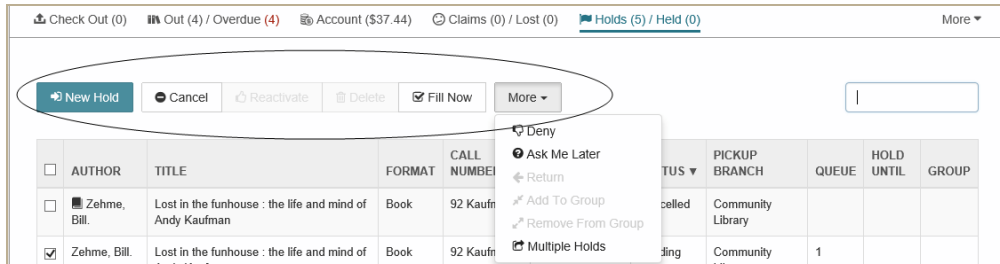 Check Out (0) Out (4) / Overdue (4) Account ($37.44) Claims (0) / Lost (0) Holds (5) / Held (0) More
New Hold Cancel Reactivate Delete Fill Now More
Deny
Ask Me Later
Return
Add To Group
Remove From Group
Multiple Holds
AUTHOR TITLE FORMAT CALL NUMBE TUS PICKUP BRANCH QUEUE HOLD UNTIL GROUP
Zehme, Bill. Lost in the funhouse : the life and mind of Andy Kaufman Book 92 Kaufn celled Community Library
Zehme, Bill. Lost in the funhouse : the life and mind of Book 92 Kaufn ding Community 1